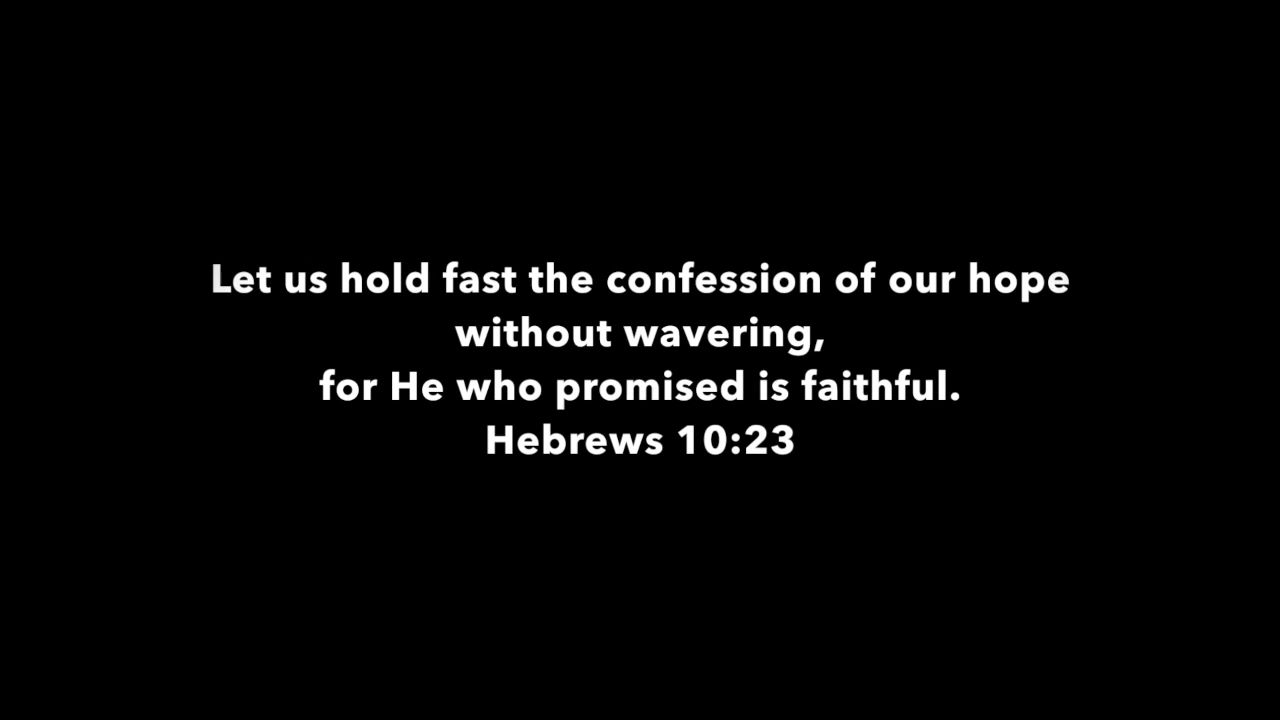 Let us hold fast the confession of our hope
without wavering,
for He who promised is faithful.
Hebrews 10:23